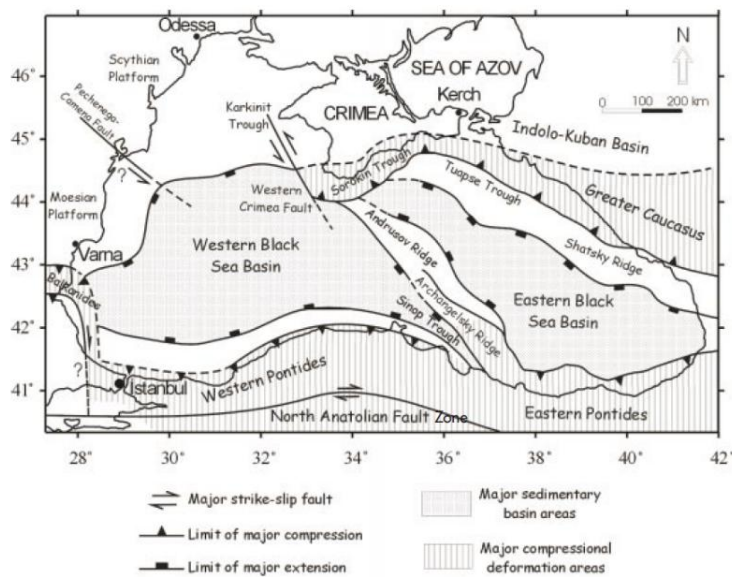 Odessa
N
46°
Scythian
Platform
SEA OF AZOV
Kerch
CRIMEA
0 100 200 km
Pechenega-
Camena Fault
Karkinit
Trough
45°
Indolo-Kuban Basin
Sorokin Trough
Tuapse Trough
Greater Caucasus
?
44°
Moesian
Platform
Western
Crimea Fault
Varna
Western Black
Sea Basin
Andrusov Ridge
Shatsky Ridge
43°
Balkanides
Archangelsky Ridge
Eastern Black
Sea Basin
42°
Sinop Trough
?
Istanbul
Western Pontides
41°
North Anatolian Fault Zone
Eastern Pontides
28° 30° 32° 34° 36° 38° 40° 42°
Major strike-slip fault
Limit of major compression
Limit of major extension
Major sedimentary
basin areas
Major compressional
deformation areas